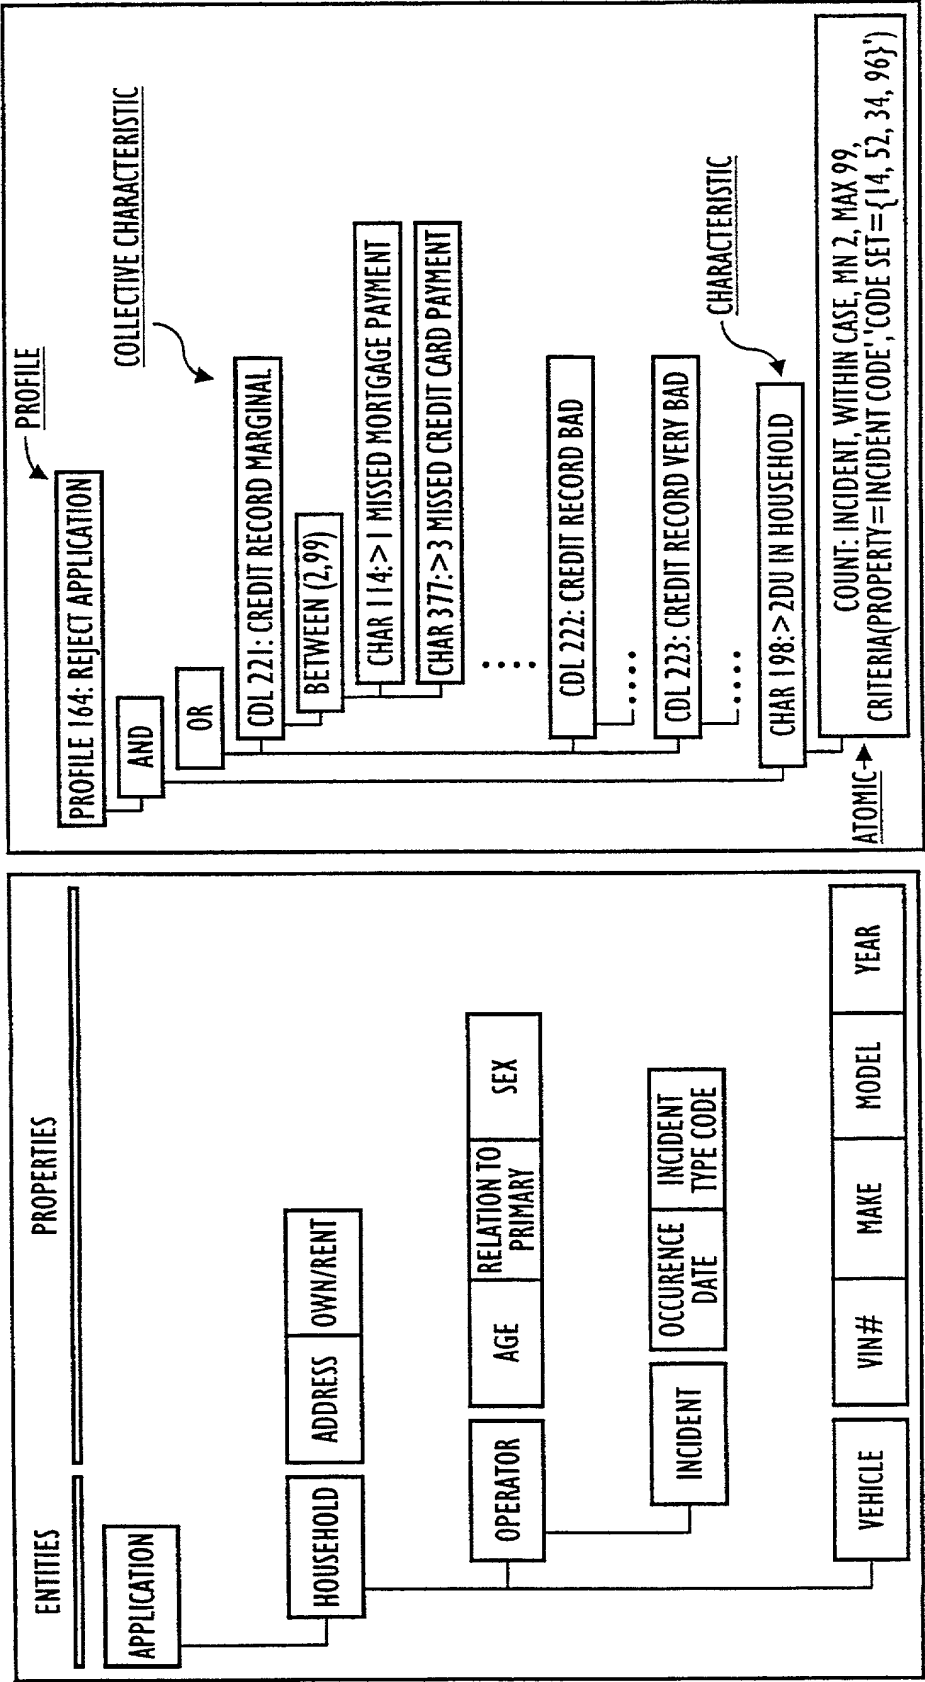 ENTITIES
PROPERTIES
APPLICATION
HOUSEHOLD
ADDRESS
OWN/RENT
OPERATOR
AGE
RELATION TO
PRIMARY
SEX
INCIDENT
OCCURENCE
DATE
INCIDENT
TYPE CODE
VEHICLE
VIN#
MAKE
MODEL
YEAR
PROFILE
PROFILE 164: REJECT APPLICATION
AND
OR
COLLECTIVE CHARACTERISTIC
CDL 221: CREDIT RECORD MARGINAL
BETWEEN (2,99)
CHAR 114:>1 MISSED MORTGAGE PAYMENT
CHAR 377:>3 MISSED CREDIT CARD PAYMENT
....
CDL 222: CREDIT RECORD BAD
....
CDL 223: CREDIT RECORD VERY BAD
....
CHARACTERISTIC
CHAR 198:>2DU IN HOUSEHOLD
ATOMIC
COUNT: INCIDENT, WITHIN CASE, MN 2, MAX 99,
CRITERIA(PROPERTY=INCIDENT CODE','CODE SET={14, 52, 34, 96}')